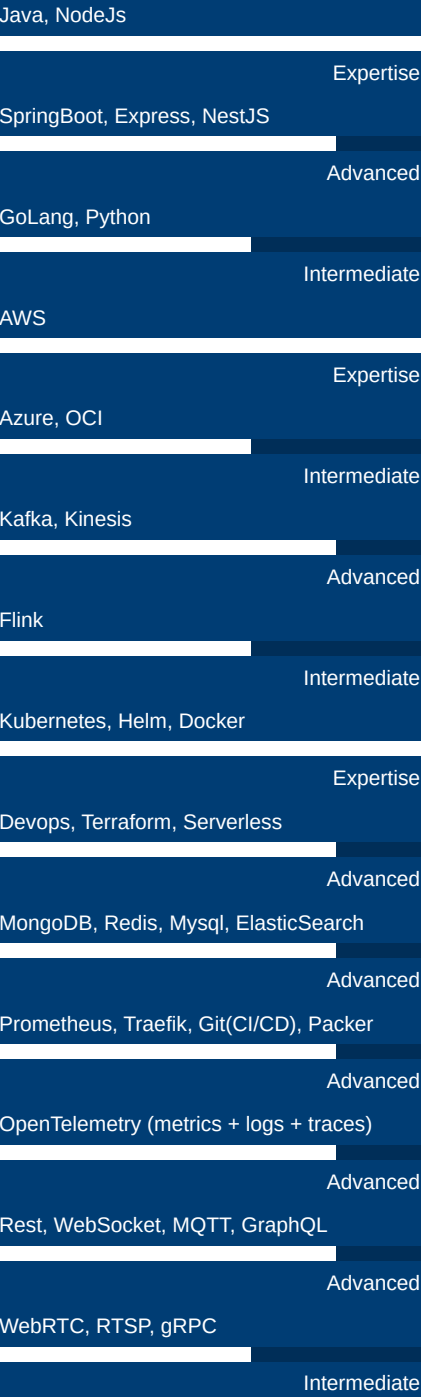 Java, NodeJs
Expertise
SpringBoot, Express, NestJS
Advanced
GoLang, Python
Intermediate
AWS
Expertise
Azure, OCI
Intermediate
Kafka, Kinesis
Advanced
Flink
Intermediate
Kubernetes, Helm, Docker
Expertise
Devops, Terraform, Serverless
Advanced
MongoDB, Redis, Mysql, ElasticSearch
Advanced
Prometheus, Traefik, Git(CI/CD), Packer
Advanced
OpenTelemetry (metrics + logs + traces)
Advanced
Rest, WebSocket, MQTT, GraphQL
Advanced
WebRTC, RTSP, gRPC
Intermediate